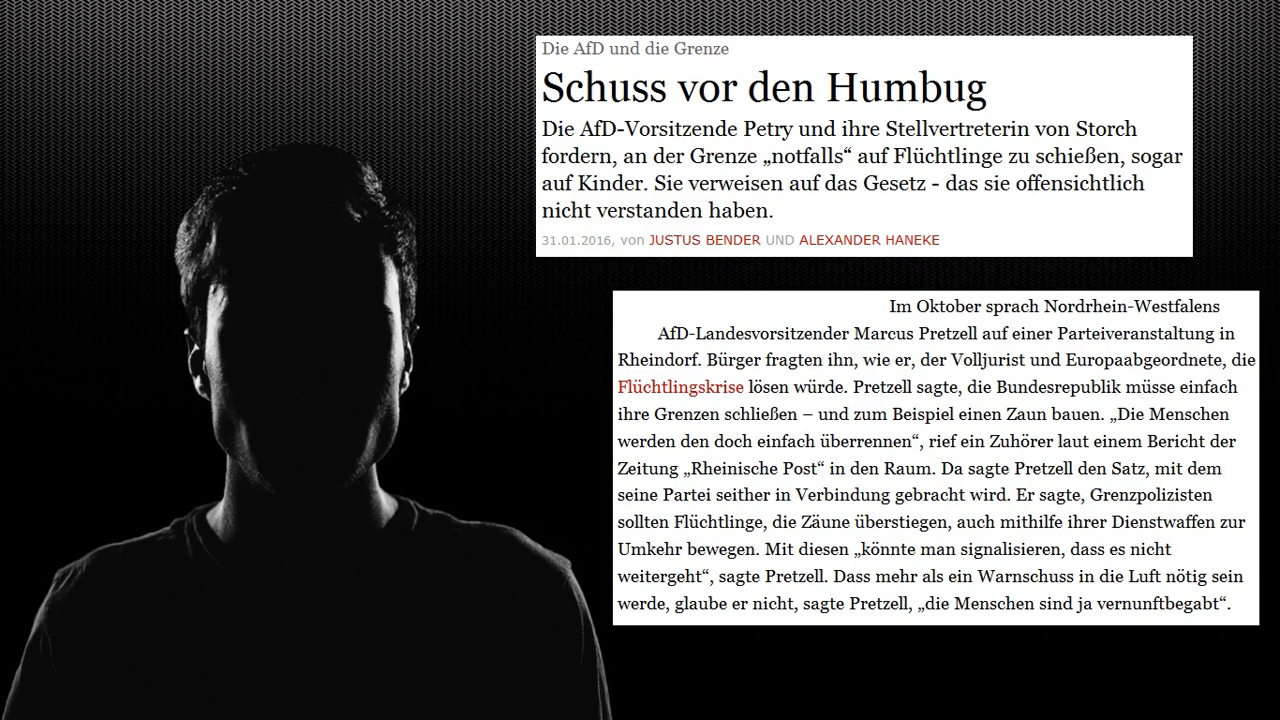 Die AfD und die Grenze
Schuss vor den Humbug
Die AfD-Vorsitzende Petry und ihre Stellvertreterin von Storch
fordern, an der Grenze „notfalls“ auf Flüchtlinge zu schießen, sogar
auf Kinder. Sie verweisen auf das Gesetz - das sie offensichtlich
nicht verstanden haben.
31.01.2016, von JUSTUS BENDER UND ALEXANDER HANEKE
Im Oktober sprach Nordrhein-Westfalens
AfD-Landesvorsitzender Marcus Pretzell auf einer Parteiveranstaltung in
Rheindorf. Bürger fragten ihn, wie er, der Volljurist und Europaabgeordnete, die
Flüchtlingskrise lösen würde. Pretzell sagte, die Bundesrepublik müsse einfach
ihre Grenzen schließen – und zum Beispiel einen Zaun bauen. „Die Menschen
werden den doch einfach überrennen“, rief ein Zuhörer laut einem Bericht der
Zeitung „Rheinische Post“ in den Raum. Da sagte Pretzell den Satz, mit dem
seine Partei seither in Verbindung gebracht wird. Er sagte, Grenzpolizisten
sollten Flüchtlinge, die Zäune überstiegen, auch mithilfe ihrer Dienstwaffen zur
Umkehr bewegen. Mit diesen „könnte man signalisieren, dass es nicht
weitergeht“, sagte Pretzell. Dass mehr als ein Warnschuss in die Luft nötig sein
werde, glaube er nicht, sagte Pretzell, „die Menschen sind ja vernunftbegabt“.